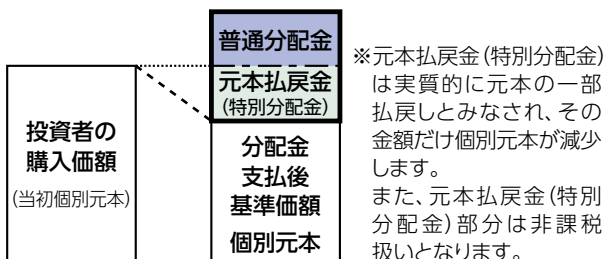 普通分配金
元本払戻金
(特別分配金)
投資者の
購入価額
(当初個別元本)
分配金
支払後
基準価額
個別元本
※元本払戻金(特別分配金)
は実質的に元本の一部
払戻しとみなされ、その
金額だけ個別元本が減少
します。
また、元本払戻金(特別
分配金)部分は非課税
扱いとなります。